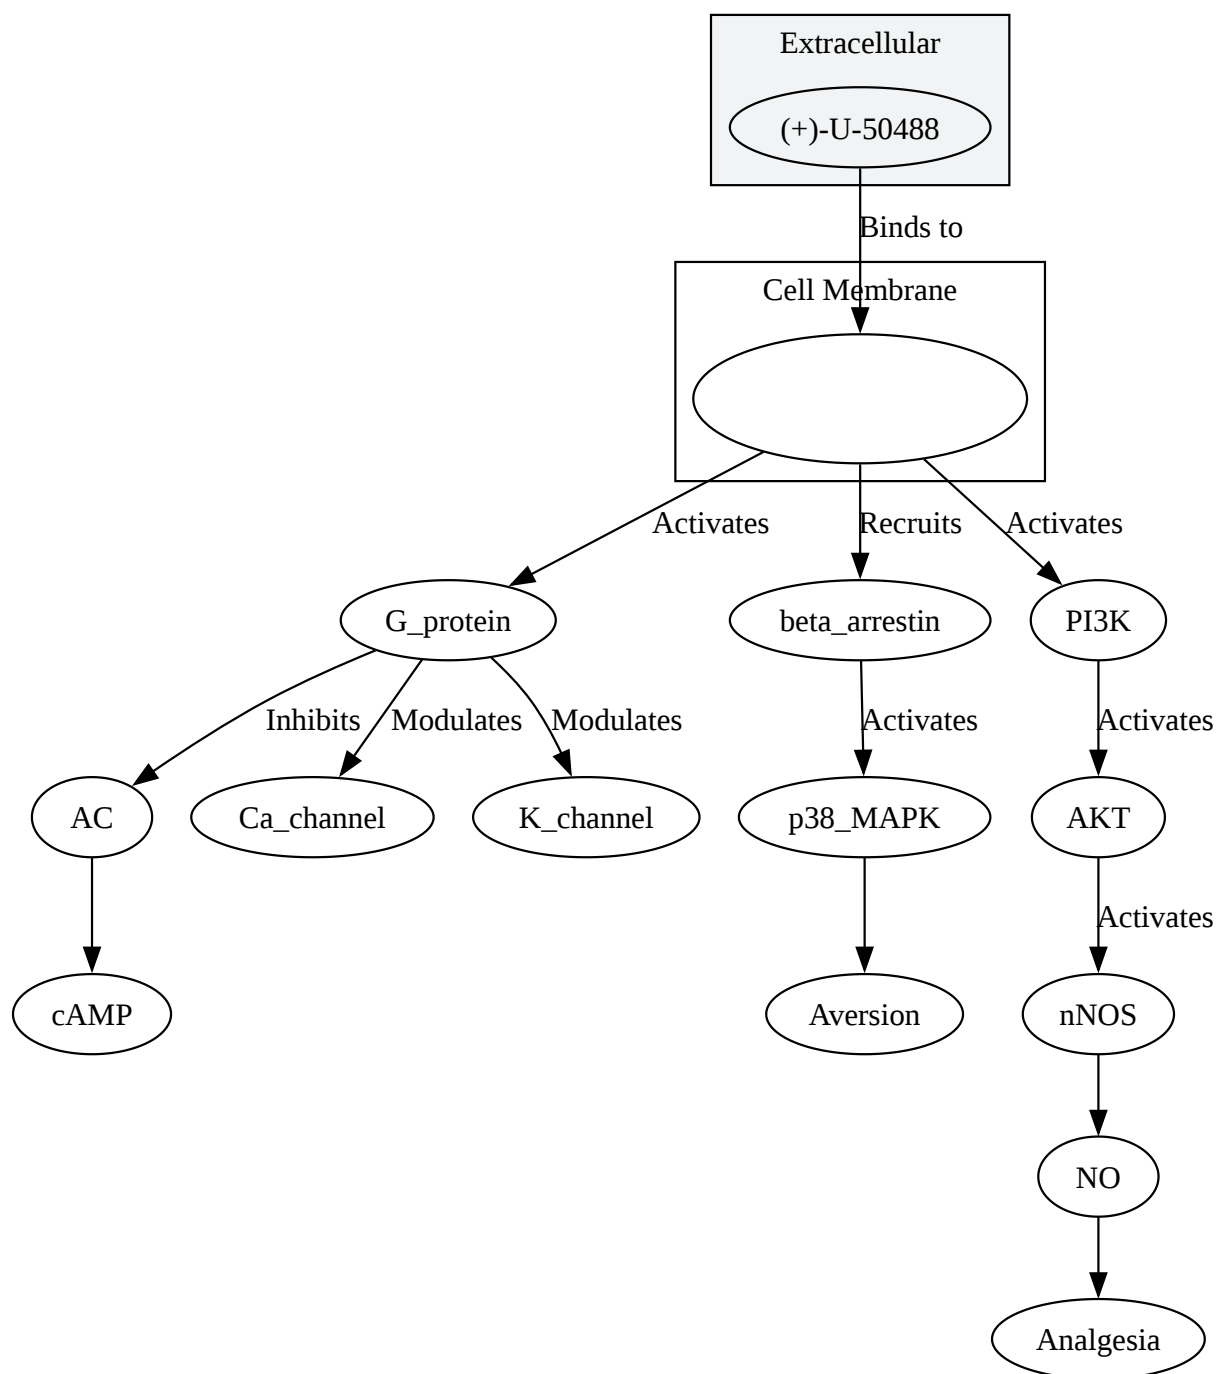 Extracellular
(+)-U-50488
Binds to
Cell Membrane
Activates
Recruits
Activates
G_protein
beta_arrestin
PI3K
Inhibits
Modulates
Modulates
Activates
Activates
AC
Ca_channel
K_channel
p38_MAPK
AKT
Activates
cAMP
Aversion
nNOS
NO
Analgesia